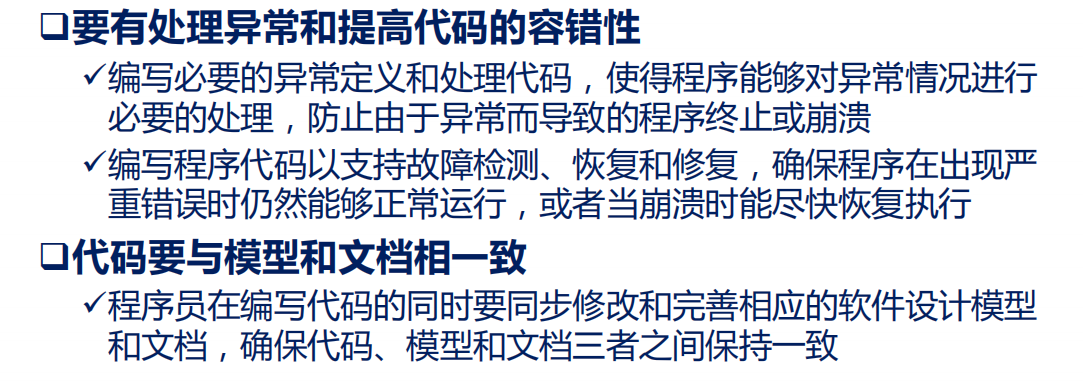 ❑要有处理异常和提高代码的容错性
✓编写必要的异常定义和处理代码，使得程序能够对异常情况进行
必要的处理，防止由于异常而导致的程序终止或崩溃
✓编写程序代码以支持故障检测、恢复和修复，确保程序在出现严
重错误时仍然能够正常运行，或者当崩溃时能尽快恢复执行
❑代码要与模型和文档相一致
✓程序员在编写代码的同时要同步修改和完善相应的软件设计模型
和文档，确保代码、模型和文档三者之间保持一致